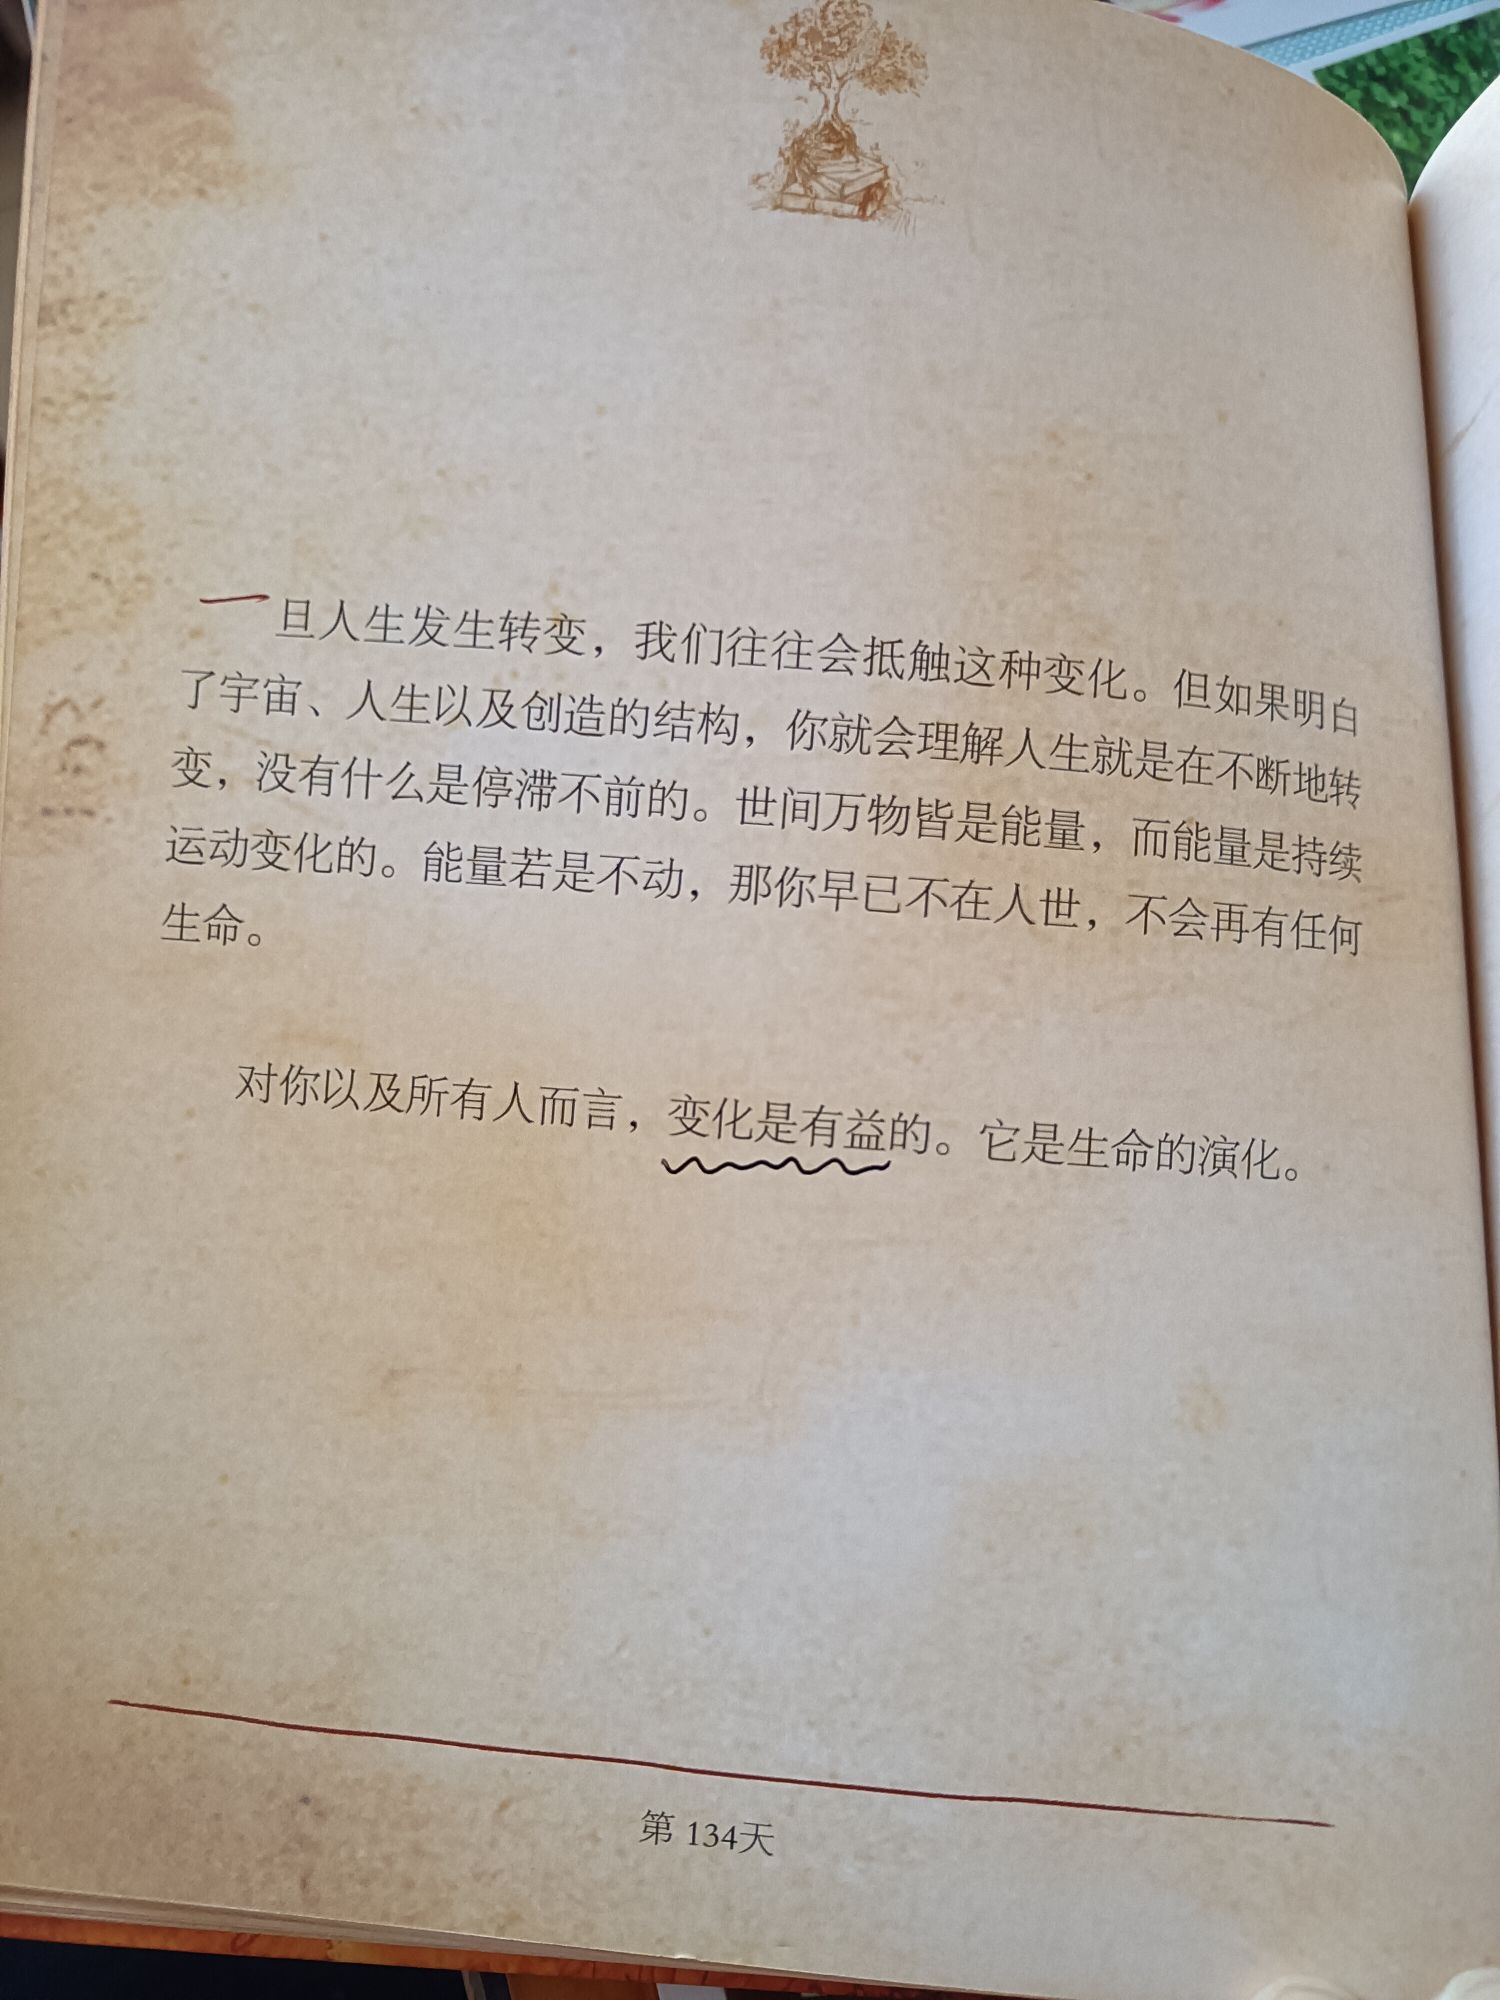 一旦人生发生转变，我们往往会抵触这种变化。但如果明白
了宇宙、人生以及创造的结构，你就会理解人生就是在不断地转
变，没有什么是停滞不前的。世间万物皆是能量，而能量是持续
运动变化的。能量若是不动，那你早已不在人世，不会再有任何
生命。
对你以及所有人而言，变化是有益的。它是生命的演化。
第 134天